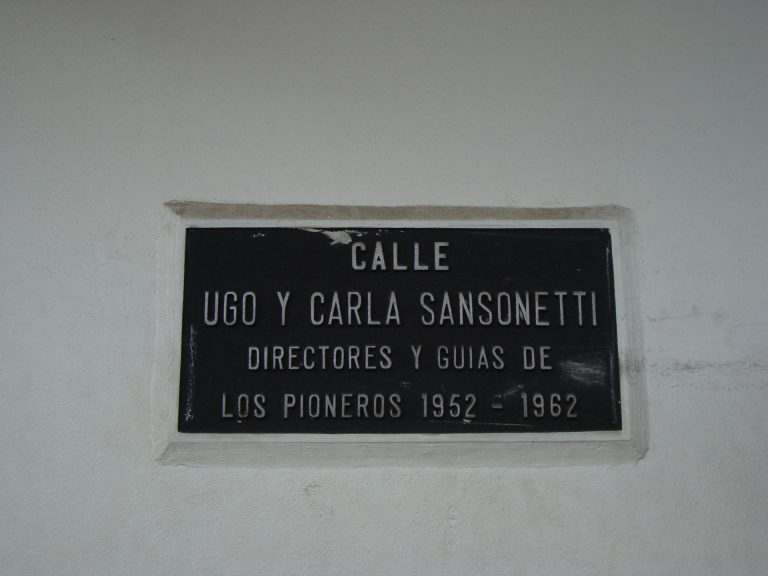 CALLE
UGO Y CARLA SANSONETTI
DIRECTORES Y GUIAS DE
LOS PIONEROS 1952 - 1962